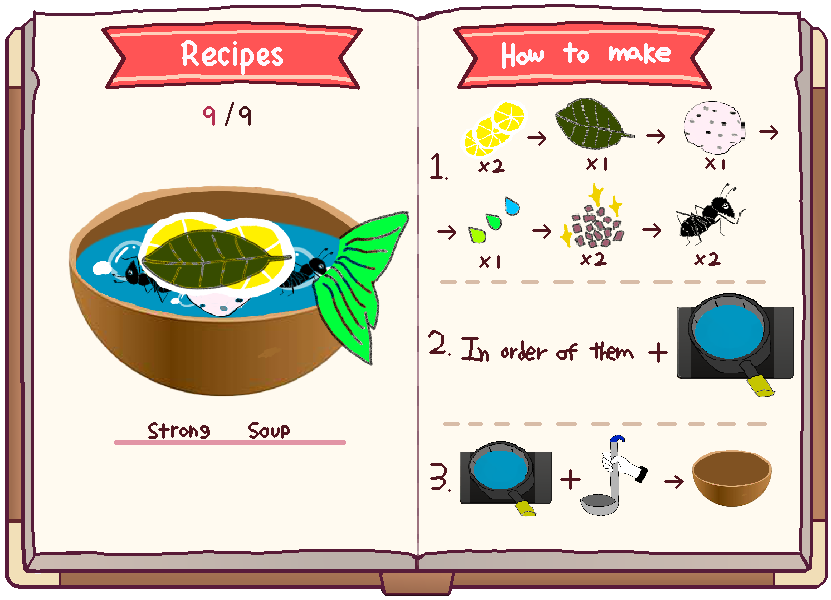 Recipes
9/9
Strong Soup
How to make
1.
x2 x1 x1
x1 x2 x2
2. In order of them +
3. +